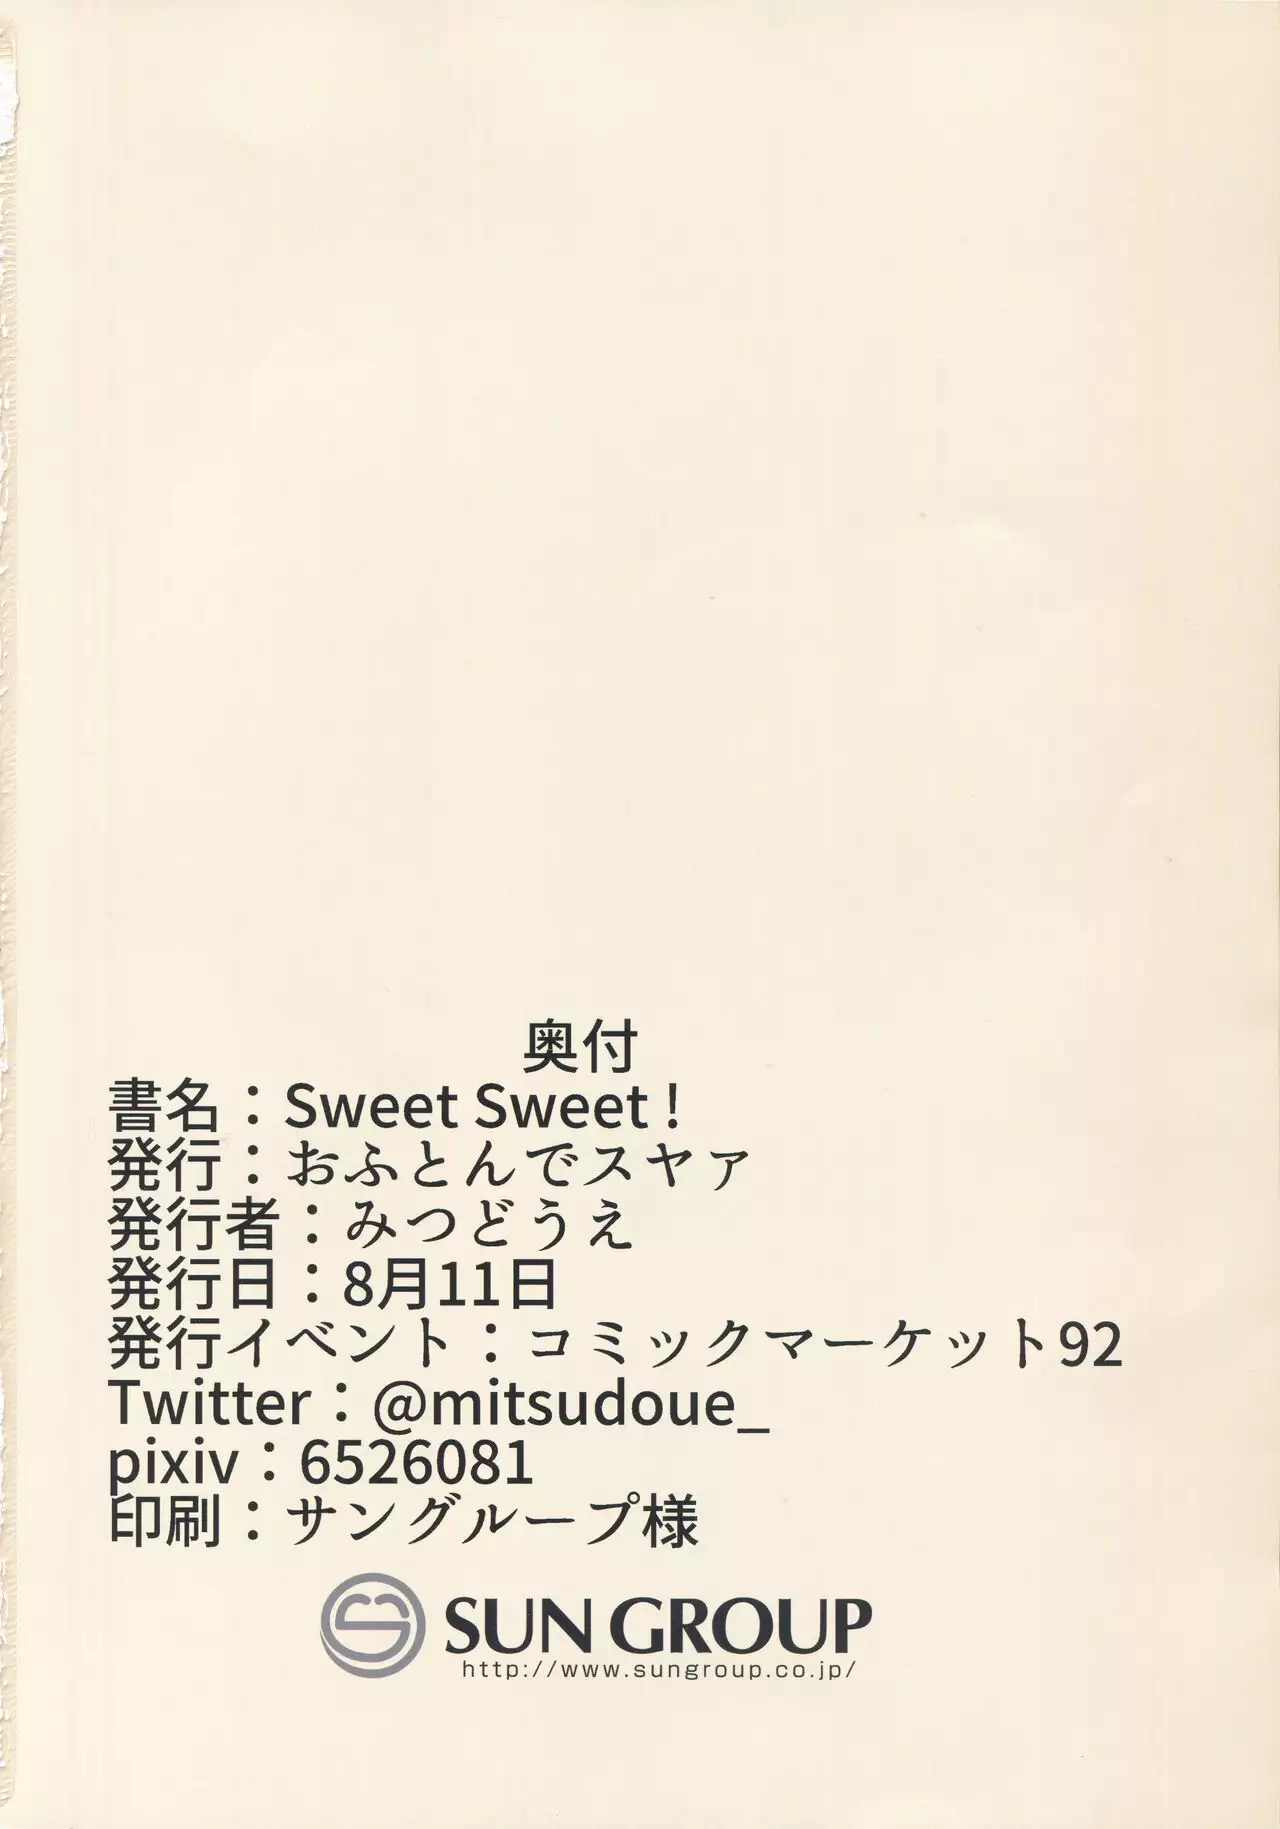 奥付
書名：Sweet Sweet！
発行：おふとんでスヤァ
発行者：みつどうえ
発行日：8月11日
発行イベント：コミックマーケット92
Twitter：@mitsudoue_
pixiv：6526081
印刷：サングループ様
SUN GROUP
http://www.sungroup.co.jp/